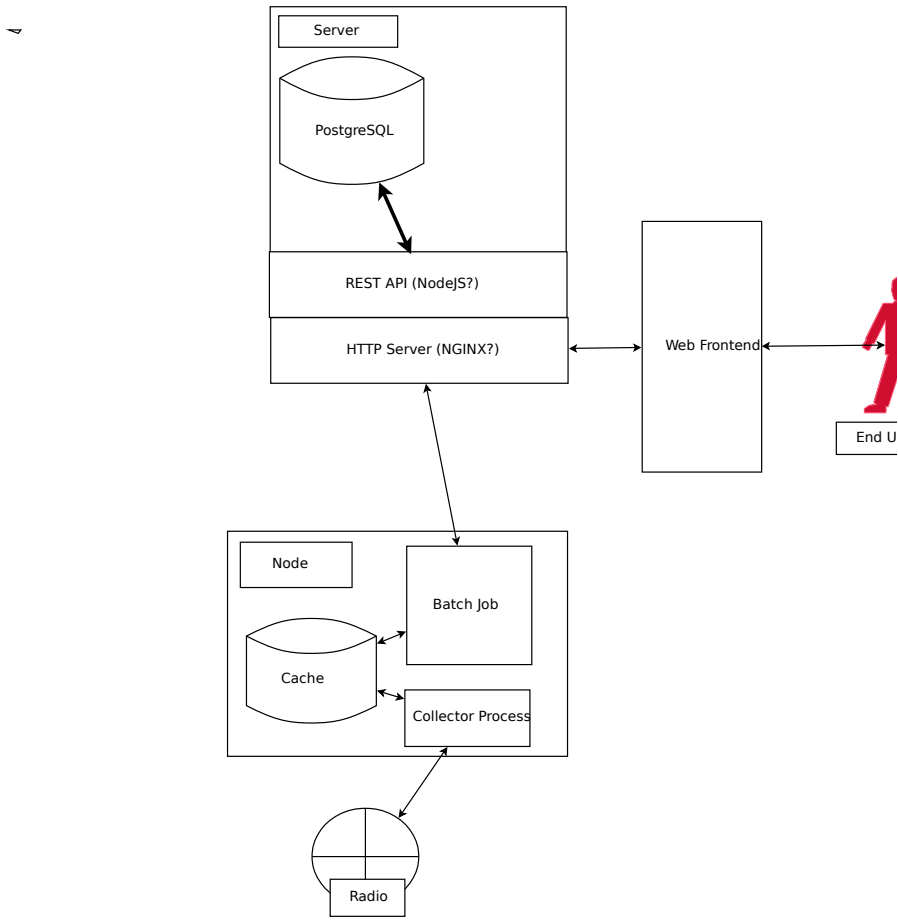 Server
PostgreSQL
REST API (NodeJS?)
HTTP Server (NGINX?)
Web Frontend
End U
Node
Batch Job
Cache
Collector Process
Radio